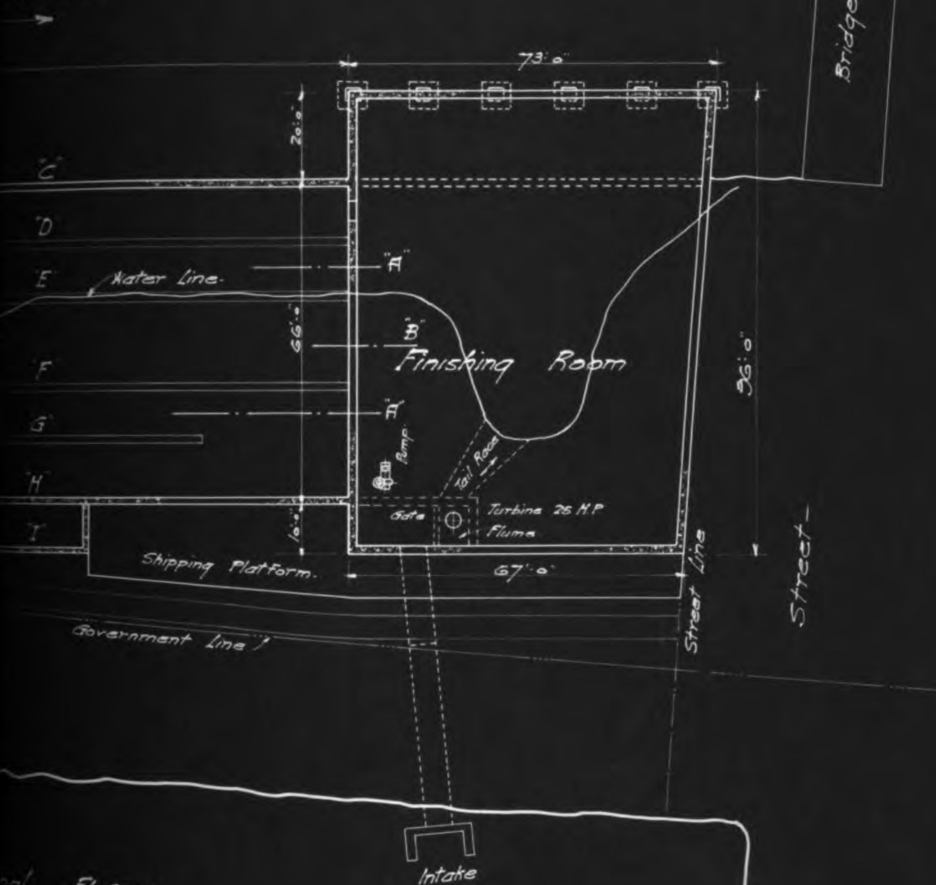 73'-0"
Bridge
20'-0"
"C"
"D"
"A"
"E"
Water Line-
66'-0"
"B"
Finishing Room
96'-0"
"F"
"A"
"G"
Pump.
Tail Race
"H"
Gate
Turbine 25 H.P
Flume
10'-0"
"I"
Shipping Platform.
67'-0"
Street Line
Street-
Government Line
Intake